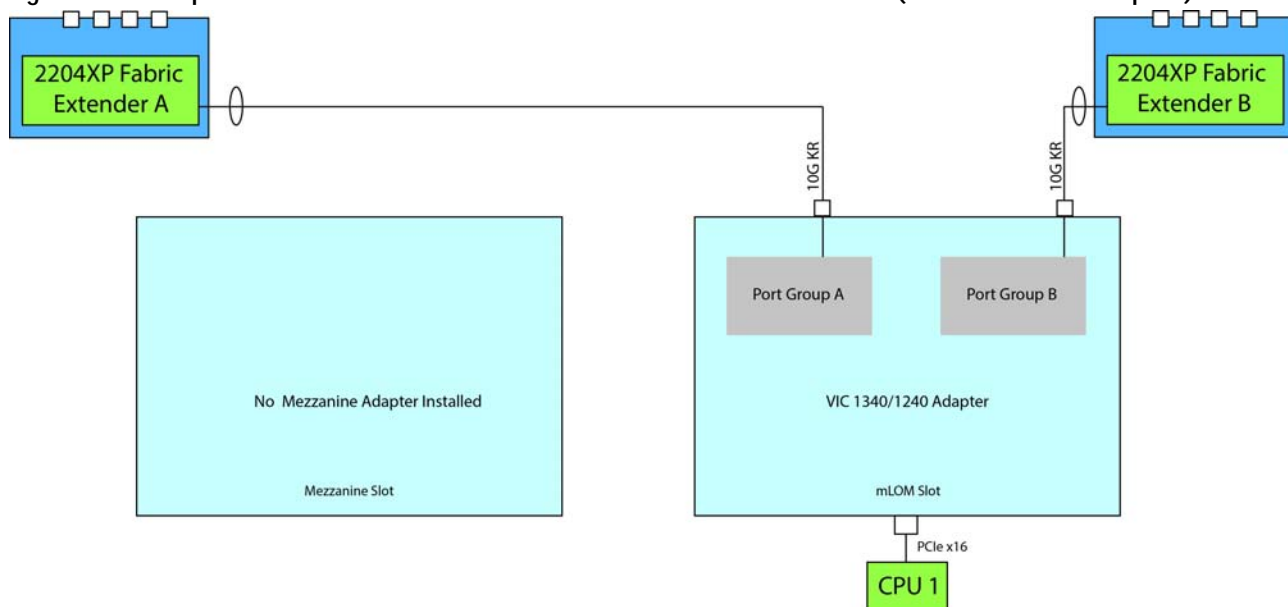 2204XP Fabric
Extender A
2204XP Fabric
Extender B
10G KR
10G KR
Port Group A
Port Group B
No Mezzanine Adapter Installed
VIC 1340/1240 Adapter
Mezzanine Slot
mLOM Slot
PCIe x16
CPU 1